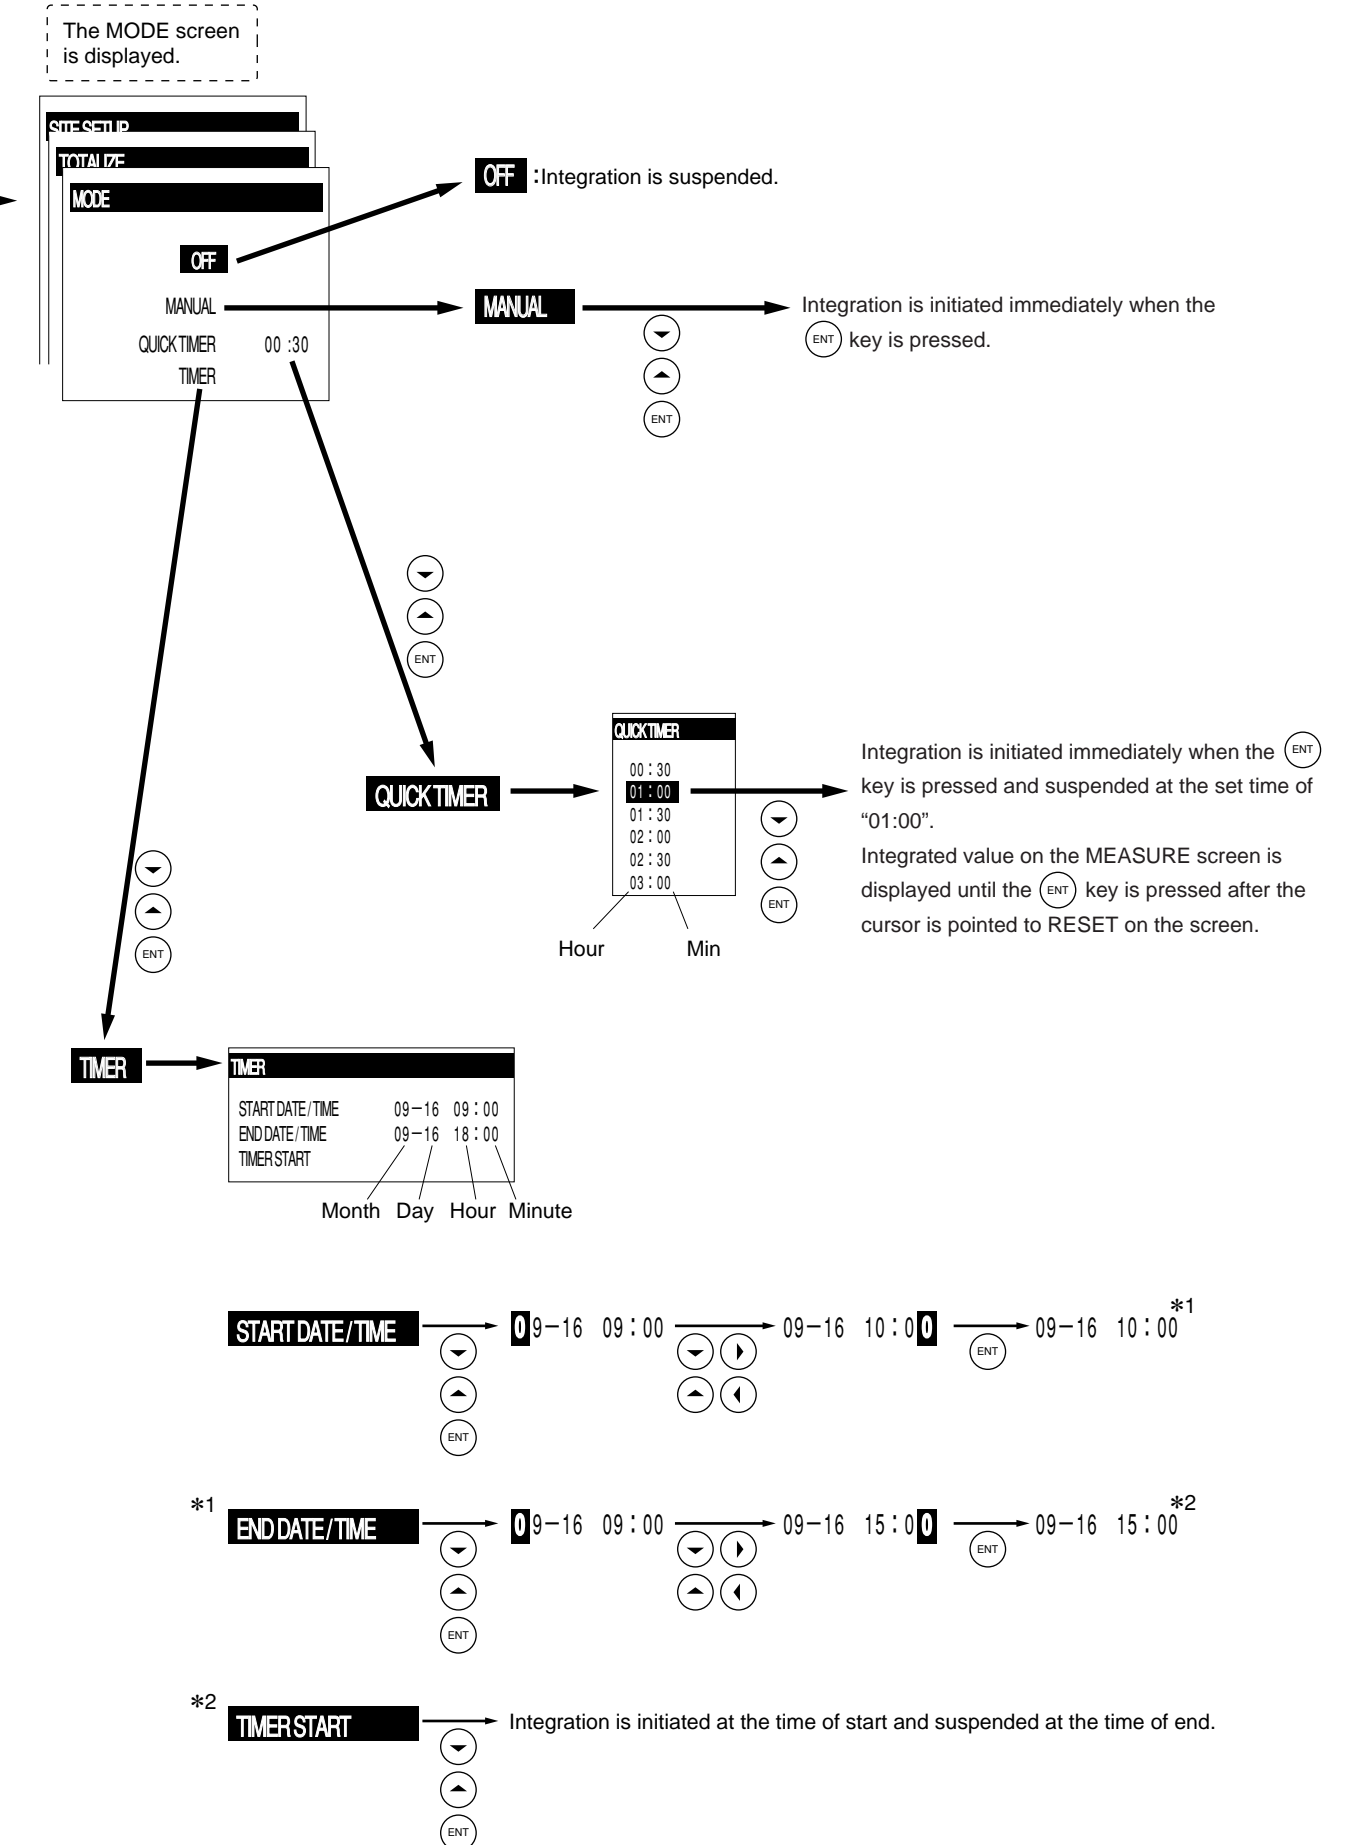 The MODE screen
is displayed.
SITE SETUP
TOTALIZE
MODE
OFF
MANUAL
QUICK TIMER 00 :30
TIMER
OFF :Integration is suspended.
MANUAL
Integration is initiated immediately when the
ENT key is pressed.
ENT
ENT
QUICK TIMER
QUICK TIMER
00:30
01:00
01:30
02:00
02:30
03:00
Hour Min
ENT
Integration is initiated immediately when the ENT
key is pressed and suspended at the set time of
“01:00”.
Integrated value on the MEASURE screen is
displayed until the ENT key is pressed after the
cursor is pointed to RESET on the screen.
ENT
TIMER
TIMER
START DATE / TIME 09-16 09:00
END DATE / TIME 09-16 18:00
TIMER START
Month Day Hour Minute
START DATE / TIME 09-16 09:00 09-16 10:00 09-16 10:00 *1
ENT
ENT
*1 END DATE / TIME 09-16 09:00 09-16 15:00 09-16 15:00 *2
ENT
ENT
*2 TIMER START Integration is initiated at the time of start and suspended at the time of end.
ENT